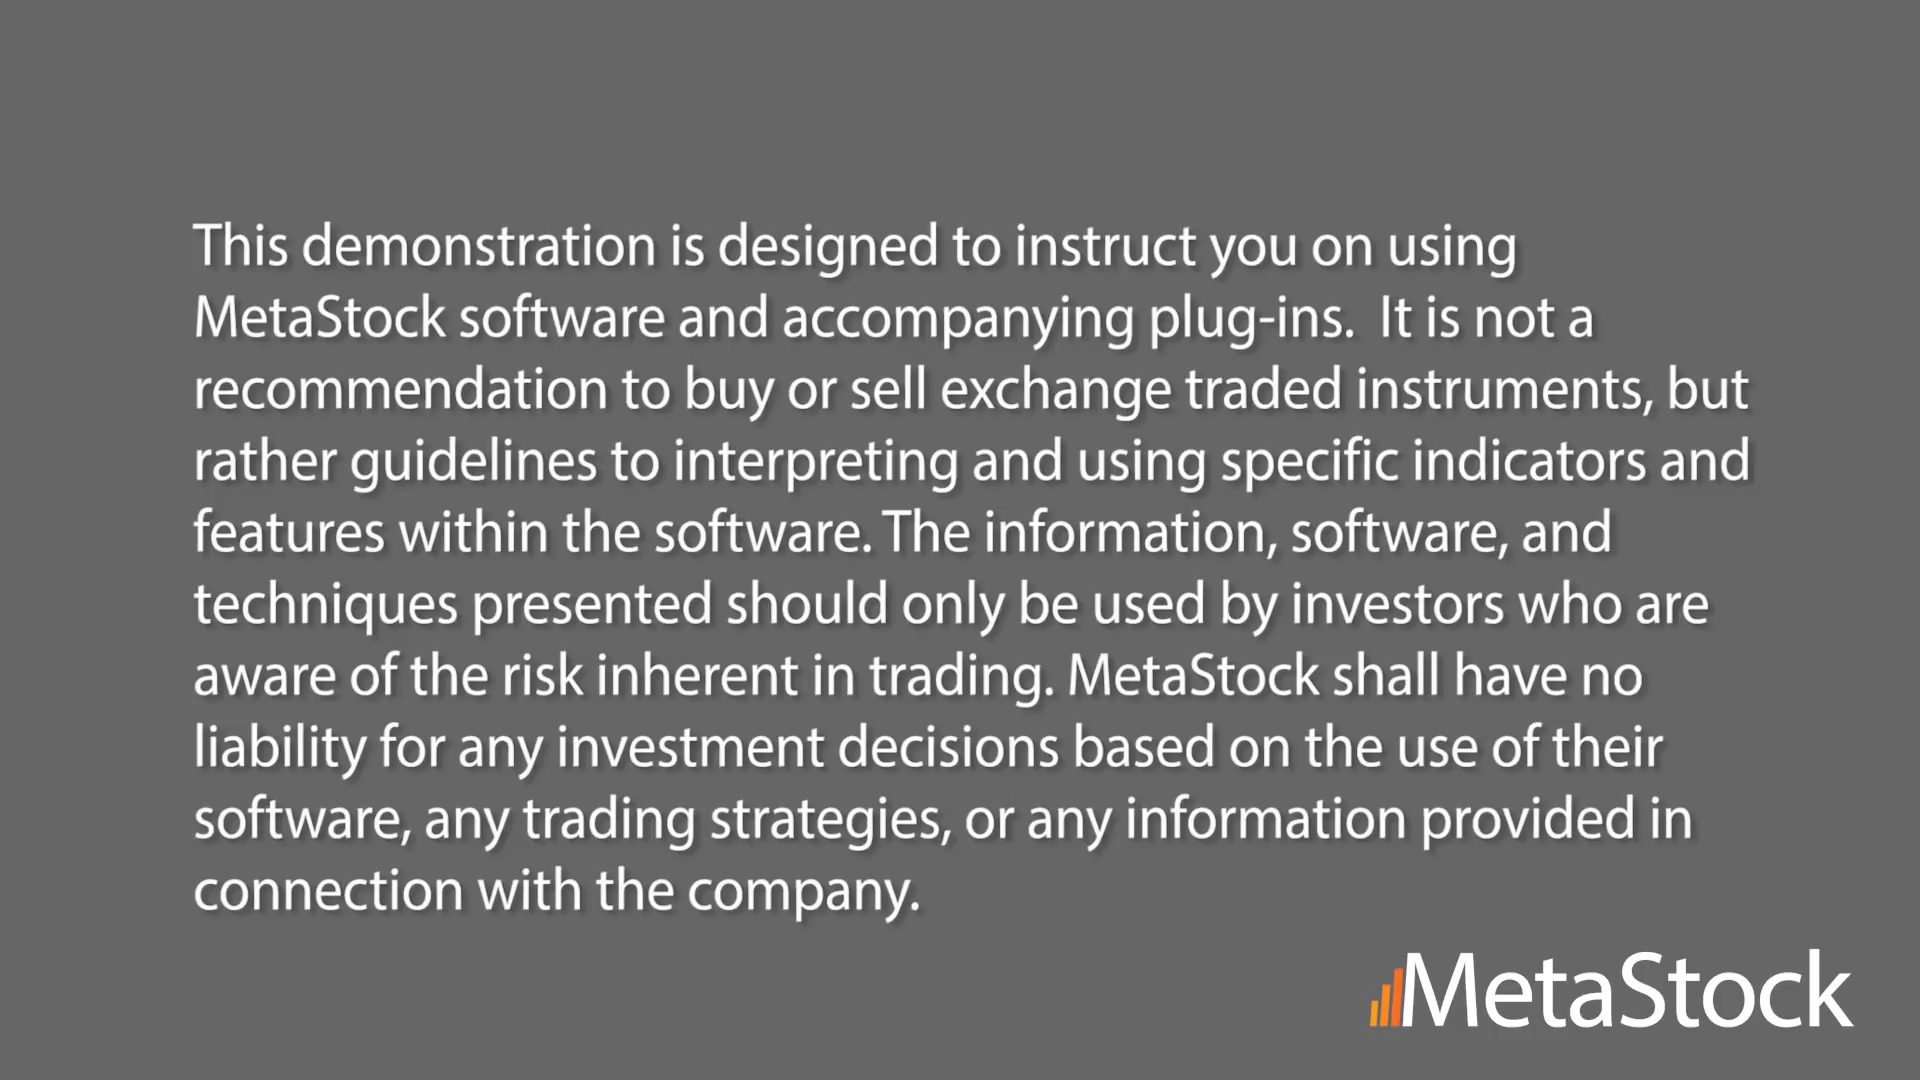 This demonstration is designed to instruct you on using
MetaStock software and accompanying plug-ins.  It is not a
recommendation to buy or sell exchange traded instruments, but
rather guidelines to interpreting and using specific indicators and
features within the software. The information, software, and
techniques presented should only be used by investors who are
aware of the risk inherent in trading. MetaStock shall have no
liability for any investment decisions based on the use of their
software, any trading strategies, or any information provided in
connection with the company.
MetaStock